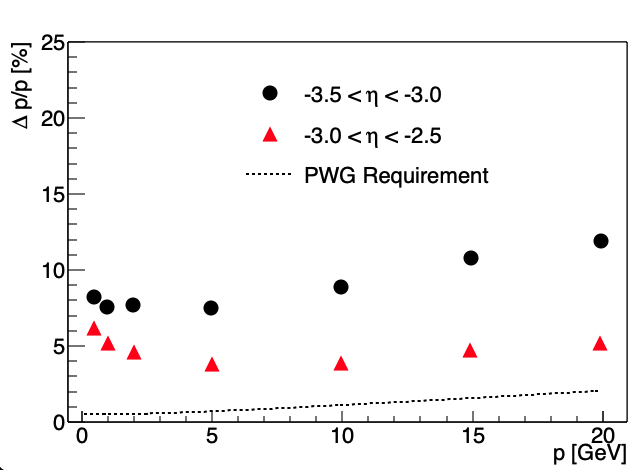 25
Δ p/p [%]
-3.5 < η < -3.0
20
-3.0 < η < -2.5
PWG Requirement
15
10
5
0
0 5 10 15 20
p [GeV]